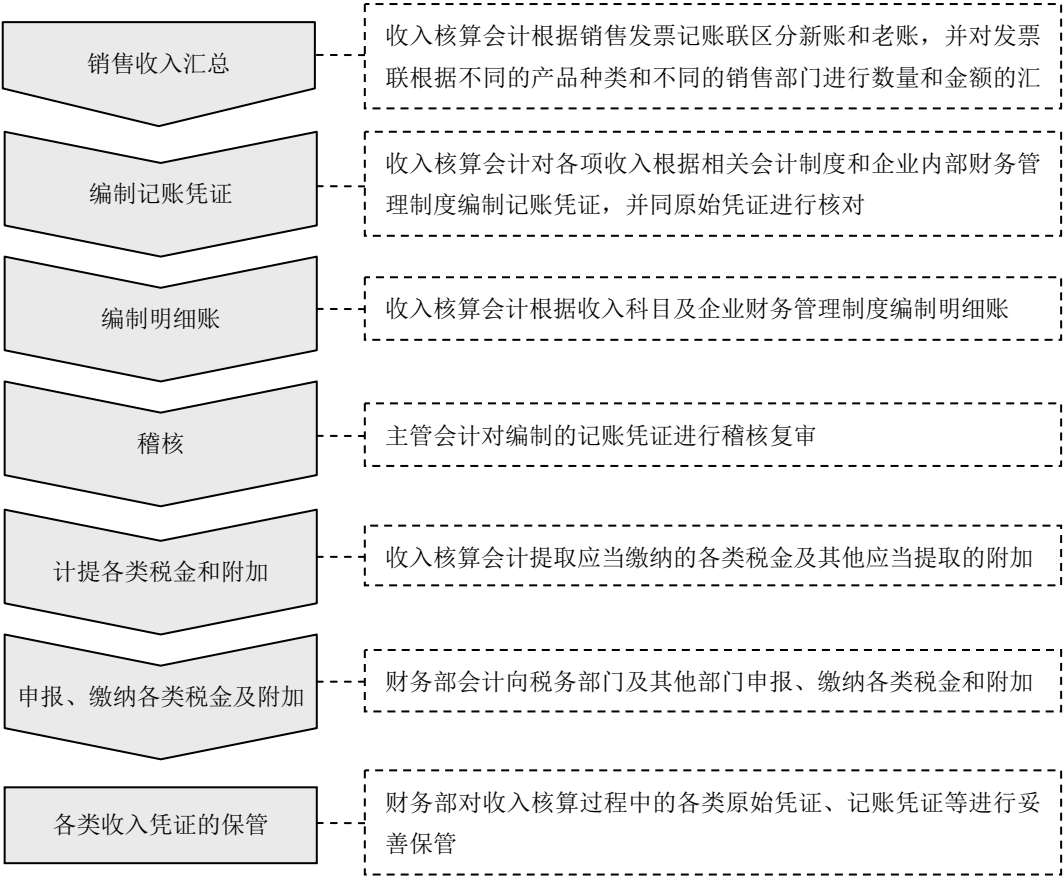 销售收入汇总
收入核算会计根据销售发票记账联区分新账和老账，并对发票
联根据不同的产品种类和不同的销售部门进行数量和金额的汇
编制记账凭证
收入核算会计对各项收入根据相关会计制度和企业内部财务管
理制度编制记账凭证，并同原始凭证进行核对
编制明细账
收入核算会计根据收入科目及企业财务管理制度编制明细账
稽核
主管会计对编制的记账凭证进行稽核复审
计提各类税金和附加
收入核算会计提取应当缴纳的各类税金及其他应当提取的附加
申报、缴纳各类税金及附加
财务部会计向税务部门及其他部门申报、缴纳各类税金和附加
各类收入凭证的保管
财务部对收入核算过程中的各类原始凭证、记账凭证等进行妥
善保管